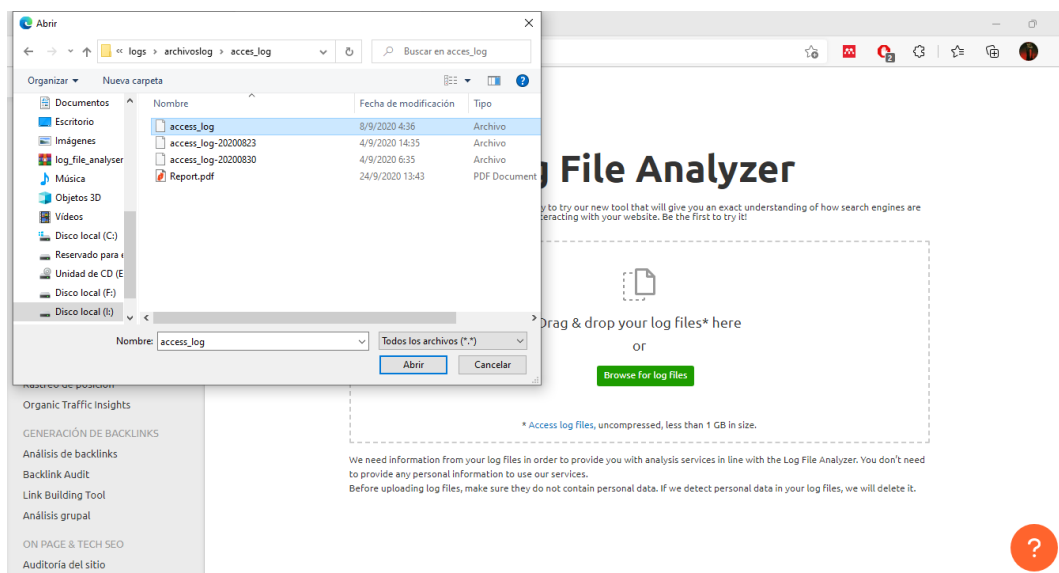 Abrir
« logs › archivoslog › acces_log
Buscar en acces_log
Organizar
Nueva carpeta
Documentos
Escritorio
Imágenes
log_file_analyser
Música
Objetos 3D
Vídeos
Disco local (C:)
Reservado para
Unidad de CD (E
Disco local (F:)
Disco local (I:)
Nombre Fecha de modificación Tipo
access_log 8/9/2020 4:36 Archivo
access_log-20200823 4/9/2020 14:35 Archivo
access_log-20200830 4/9/2020 6:35 Archivo
Report.pdf 24/9/2020 13:43 PDF Document
Nombre: access_log
Todos los archivos (*.*)
Abrir
Cancelar
2
File Analyzer
y to try our new tool that will give you an exact understanding of how search engines are
teracting with your website. Be the first to try it!
Drag & drop your log files* here
or
Browse for log files
* Access log files, uncompressed, less than 1 GB in size.
We need information from your log files in order to provide you with analysis services in line with the Log File Analyzer. You don't need
to provide any personal information to use our services.
Before uploading log files, make sure they do not contain personal data. If we detect personal data in your log files, we will delete it.
Rastreo de posición
Organic Traffic Insights
GENERACIÓN DE BACKLINKS
Análisis de backlinks
Backlink Audit
Link Building Tool
Análisis grupal
ON PAGE & TECH SEO
Auditoría del sitio
?